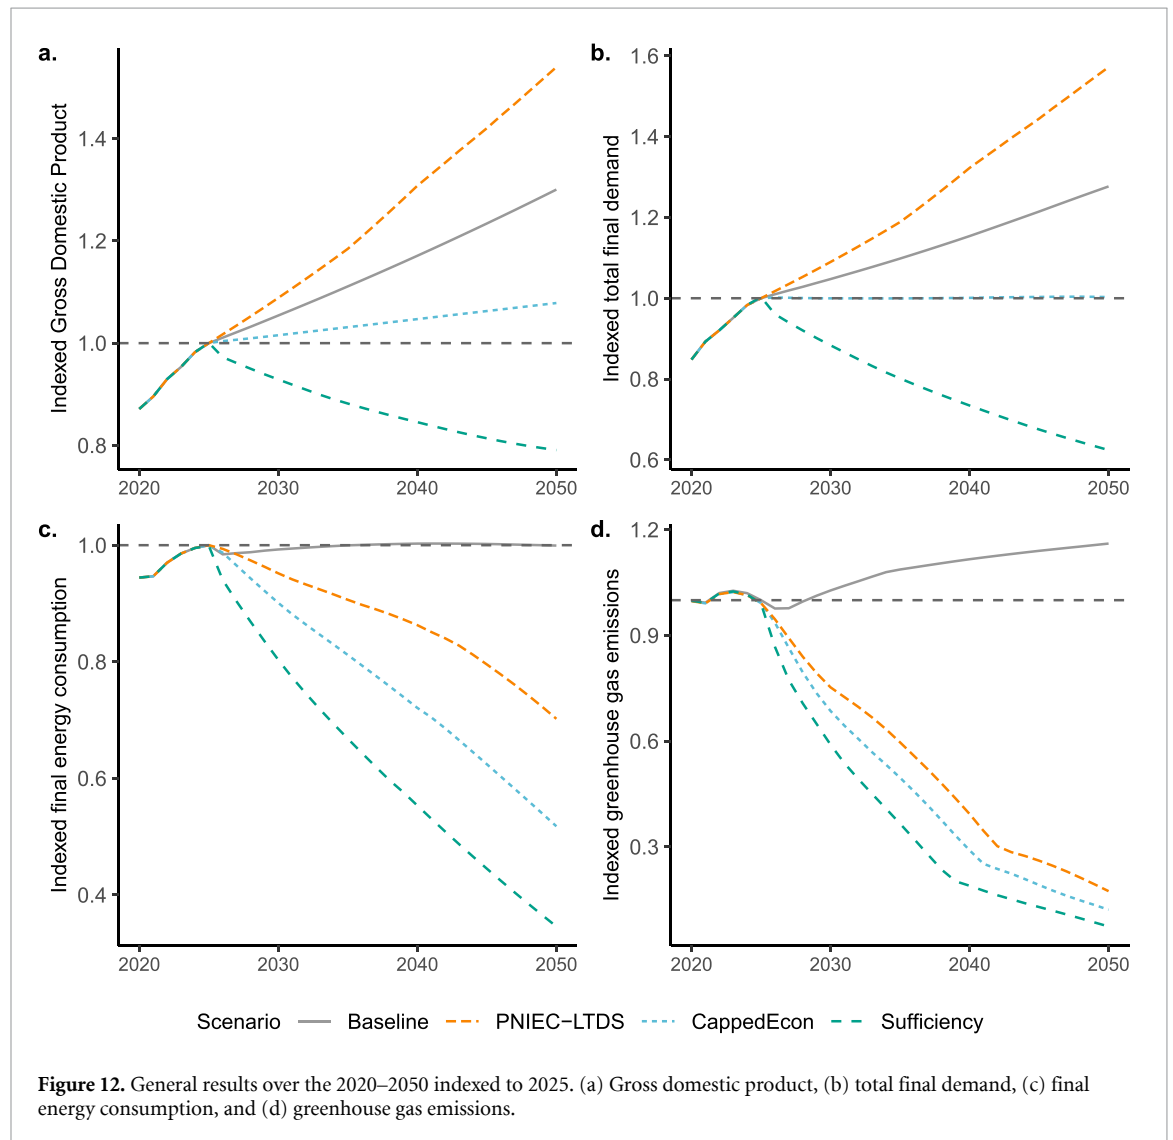 a.
Indexed Gross Domestic Product
1.4
1.2
1.0
0.8
2020 2030 2040 2050
b.
Indexed total final demand
1.6
1.4
1.2
1.0
0.8
0.6
2020 2030 2040 2050
c.
Indexed final energy consumption
1.0
0.8
0.6
0.4
2020 2030 2040 2050
d.
Indexed greenhouse gas emissions
1.2
0.9
0.6
0.3
2020 2030 2040 2050
Scenario Baseline PNIEC−LTDS CappedEcon Sufficiency
Figure 12. General results over the 2020–2050 indexed to 2025. (a) Gross domestic product, (b) total final demand, (c) final
energy consumption, and (d) greenhouse gas emissions.